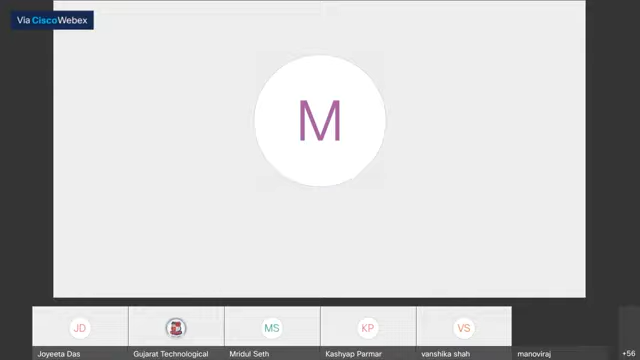 Via CiscoWebex
M
JD
MS
KP
VS
Joyeeta Das
Gujarat Technological
Mridul Seth
Kashyap Parmar
vanshika shah
manoviraj
+56